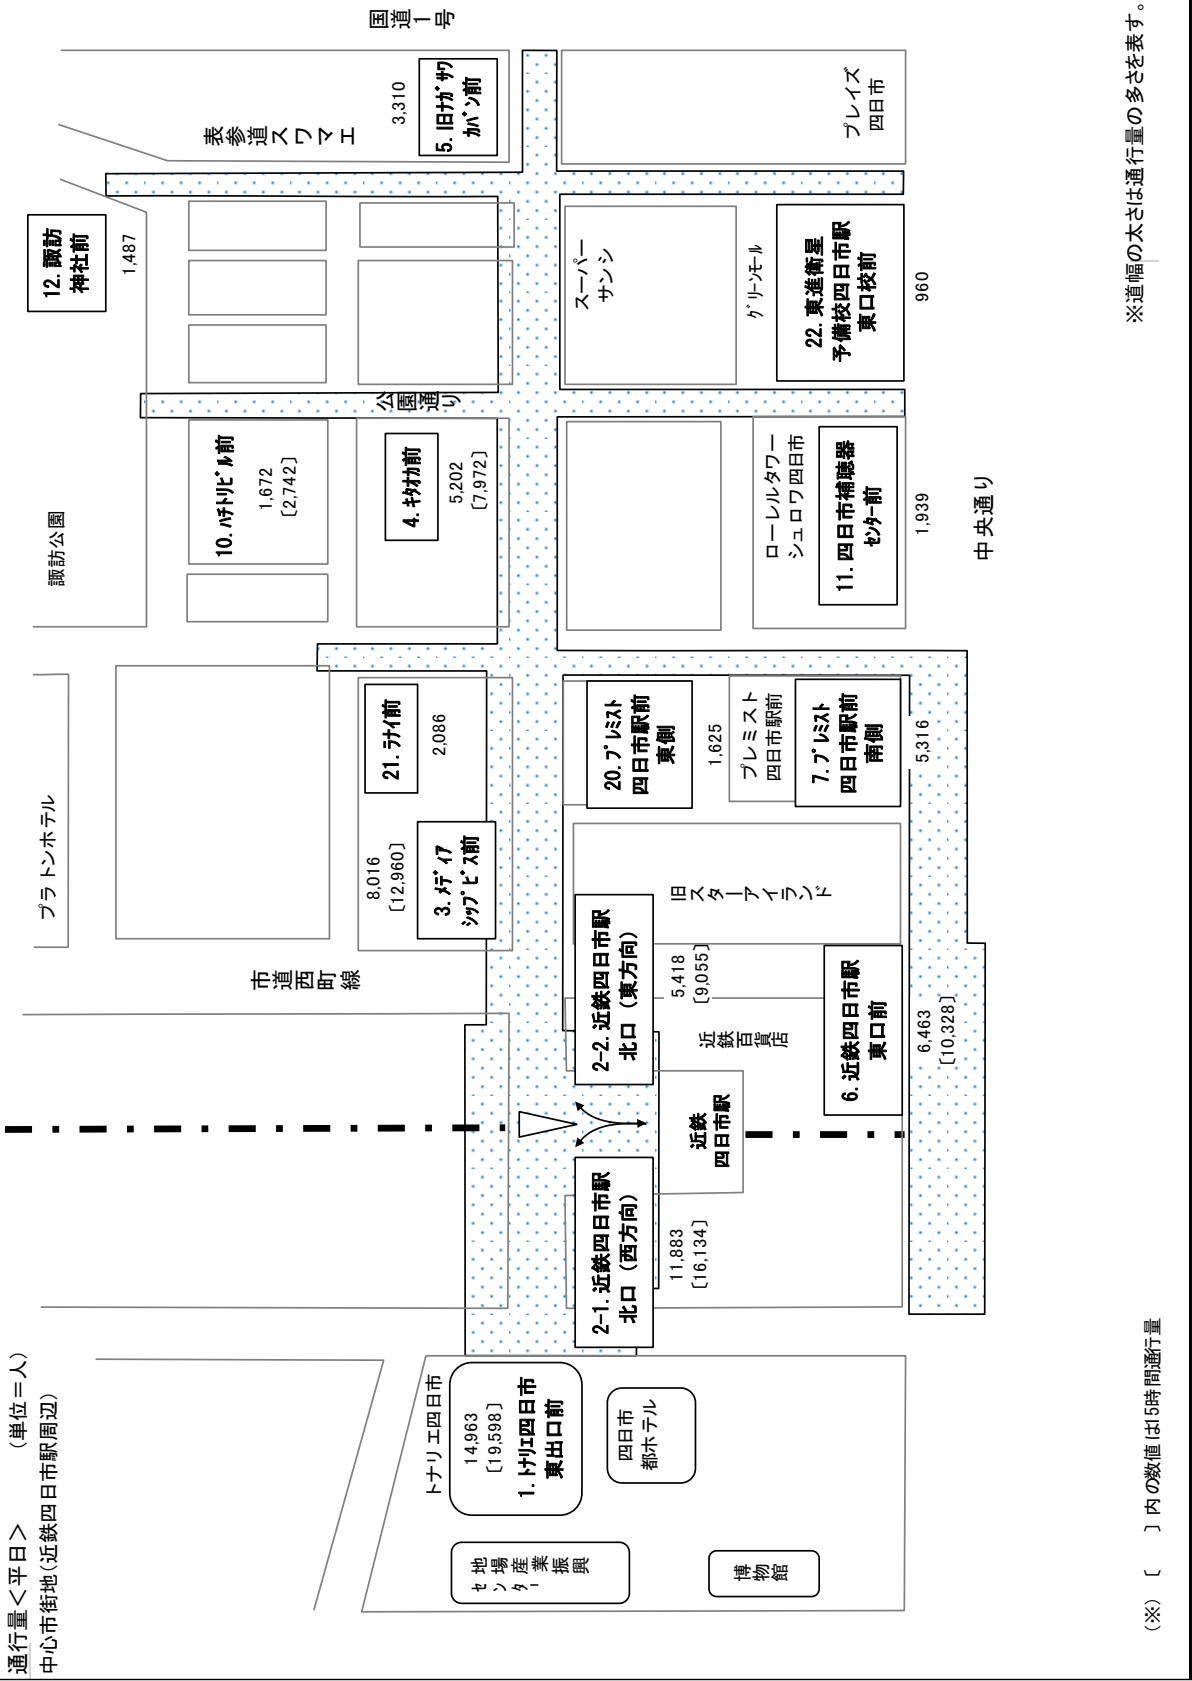 通行量<平日>　(単位=人)
中心市街地(近鉄四日市駅周辺)
国道1号
表参道スワマエ
3,310
5.旧ナガサワ
カバン前
プレイズ
四日市
12.諏訪
神社前
1,487
スーパー
サンシ
グリーンモール
22.東進衛星
予備校四日市駅
東口校前
960
公園通り
諏訪公園
10.ハチトリビル前
1,672
[2,742]
4.キタオカ前
5,202
[7,972]
ローレルタワー
シュロワ四日市
11.四日市補聴器
センター前
1,939
中央通り
プラトンホテル
21.ラナイ前
2,086
8,016
[12,960]
3.メディア
シップビス前
20.プレミスト
四日市駅前
東側
1,625
プレミスト
四日市駅前
7.プレミスト
四日市駅前
南側
5,316
旧スターアイランド
市道西町線
2-2.近鉄四日市駅
北口(東方向)
5,418
[9,055]
近鉄百貨店
6.近鉄四日市駅
東口前
6,463
[10,328]
近鉄
四日市駅
2-1.近鉄四日市駅
北口(西方向)
11,883
[16,134]
トナリエ四日市
14,963
[19,598]
1.トナリエ四日市
東出口前
四日市
都ホテル
地場産業振興
センター
博物館
(※)　[　　]内の数値は15時間通行量
※道幅の太さは通行量の多さを表す。